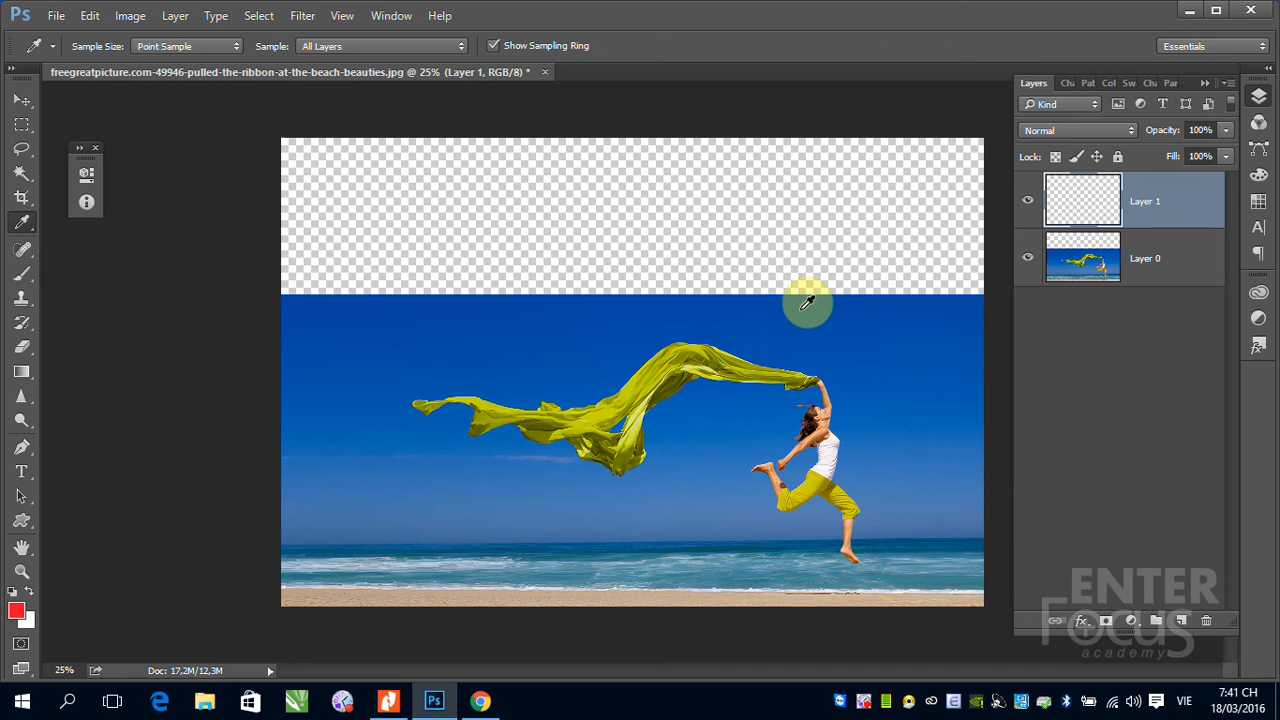 Ps File Edit Image Layer Type Select Filter View Window Help
Sample Size: Point Sample Sample: All Layers Show Sampling Ring Essentials
freegreatpicture.com-49946-pulled-the-ribbon-at-the-beach-beauties.jpg @ 25% (Layer 1, RGB/8) *
Layers Cha Pat Col Sw Cha Par
Kind
Normal Opacity: 100%
Lock: Fill: 100%
Layer 1
Layer 0
ENTER
FOCUS
academy
25% Doc: 17,2M/12,3M
7:41 CH
VIE
18/03/2016